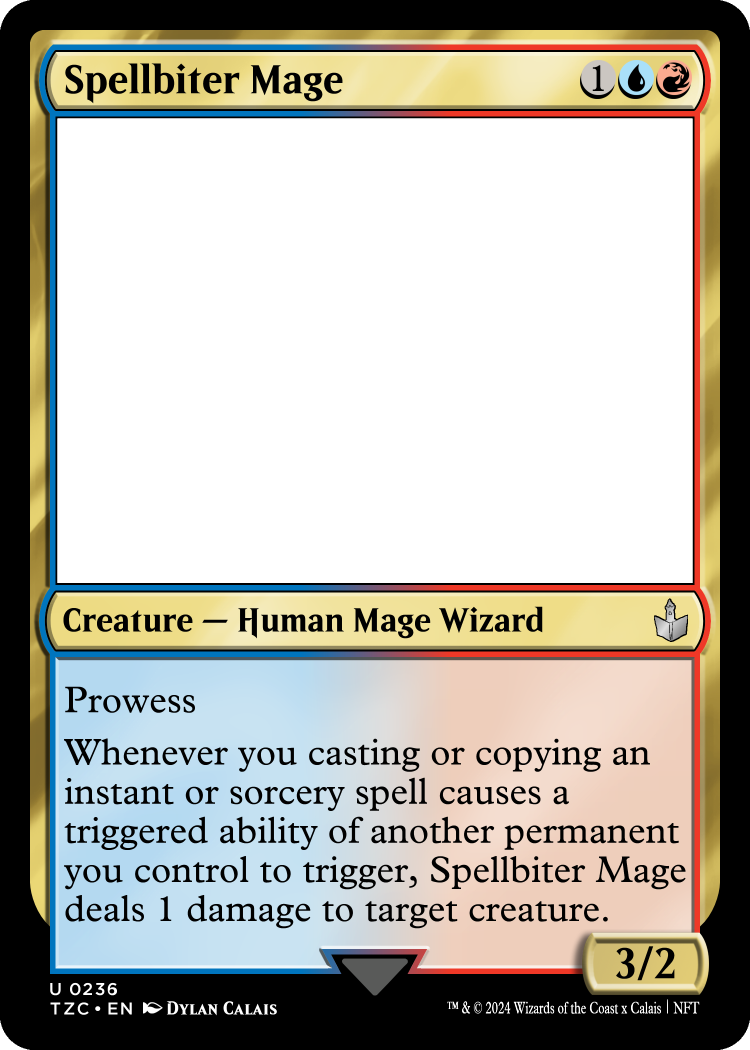 Spellbiter Mage 1
Creature — Human Mage Wizard
Prowess
Whenever you casting or copying an
instant or sorcery spell causes a
triggered ability of another permanent
you control to trigger, Spellbiter Mage
deals 1 damage to target creature.
3/2
U 0236
TZC • EN DYLAN CALAIS
™ & © 2024 Wizards of the Coast x Calais | NFT